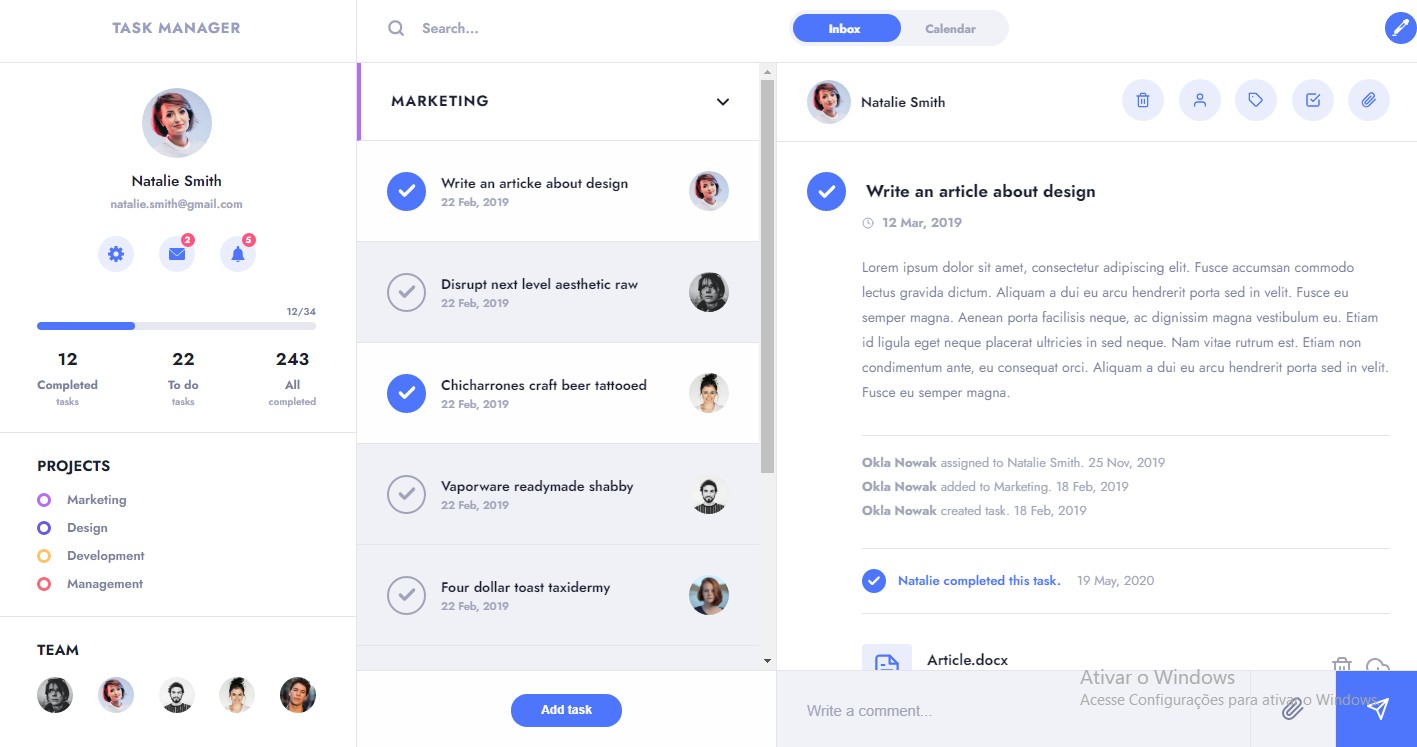 TASK MANAGER
Natalie Smith
natalie.smith@gmail.com
2
5
12/34
12
Completed
tasks
22
To do
tasks
243
All
completed
PROJECTS
Marketing
Design
Development
Management
TEAM
Search...
MARKETING
Write an articke about design
22 Feb, 2019
Disrupt next level aesthetic raw
22 Feb, 2019
Chicharrones craft beer tattooed
22 Feb, 2019
Vaporware readymade shabby
22 Feb, 2019
Four dollar toast taxidermy
22 Feb, 2019
Add task
Inbox
Calendar
Natalie Smith
Write an article about design
12 Mar, 2019
Lorem ipsum dolor sit amet, consectetur adipiscing elit. Fusce accumsan commodo
lectus gravida dictum. Aliquam a dui eu arcu hendrerit porta sed in velit. Fusce eu
semper magna. Aenean porta facilisis neque, ac dignissim magna vestibulum eu. Etiam
id ligula eget neque placerat ultricies in sed neque. Nam vitae rutrum est. Etiam non
condimentum ante, eu consequat orci. Aliquam a dui eu arcu hendrerit porta sed in velit.
Fusce eu semper magna.
Okla Nowak assigned to Natalie Smith. 25 Nov, 2019
Okla Nowak added to Marketing. 18 Feb, 2019
Okla Nowak created task. 18 Feb, 2019
Natalie completed this task. 19 May, 2020
Article.docx
Ativar o Windows
Acesse Configurações para ativar o Windows.
Write a comment...